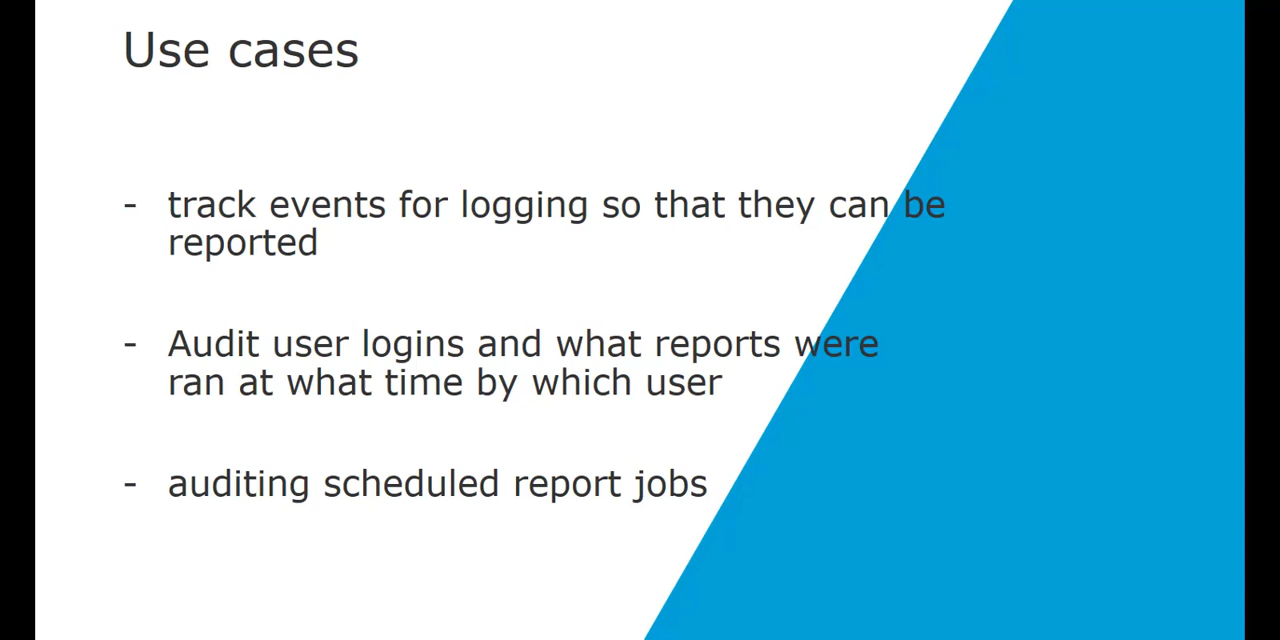 Use cases
- track events for logging so that they can be
reported
- Audit user logins and what reports were
ran at what time by which user
- auditing scheduled report jobs